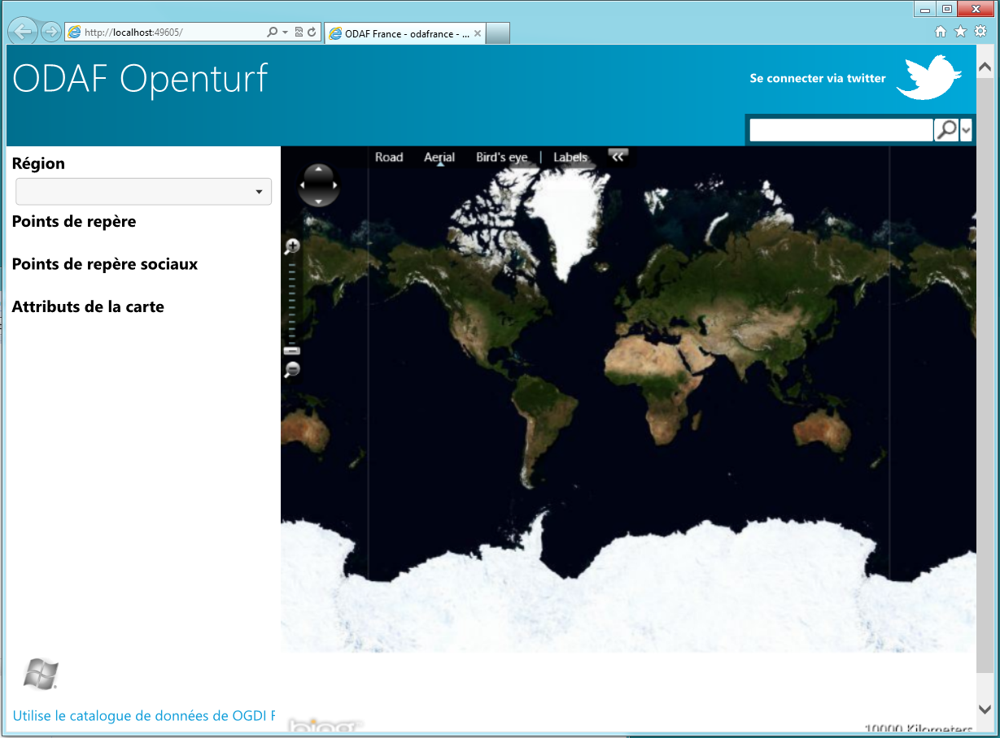 http://localhost:49605/
ODAF France - odafrance - ...
ODAF Openturf
Se connecter via twitter
Région
Points de repère
Points de repère sociaux
Attributs de la carte
Road Aerial Bird's eye | Labels «
Utilise le catalogue de données de OGDI F
bing
10000 Kilometers